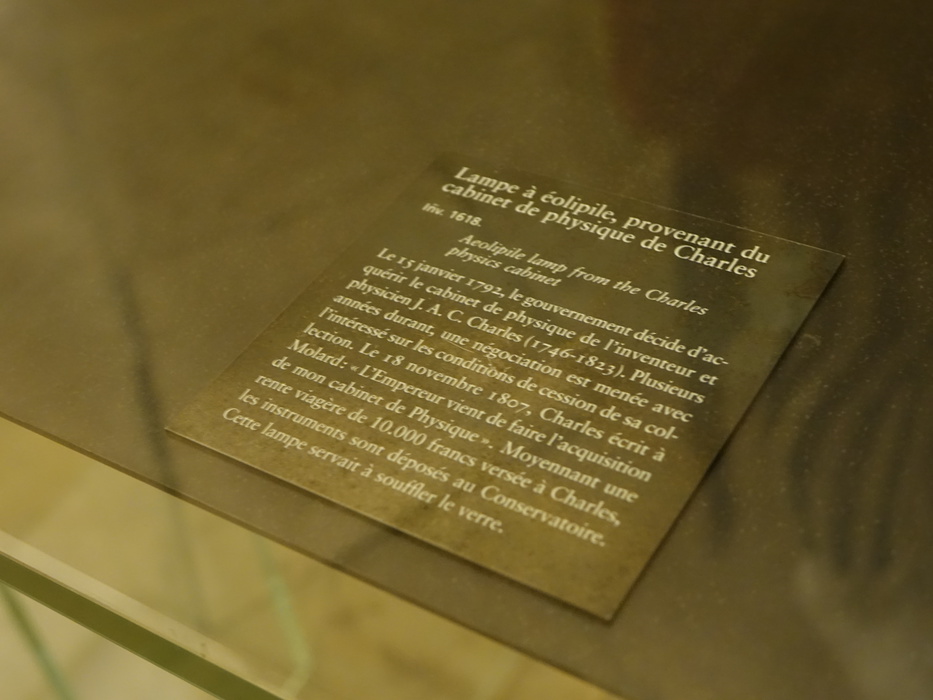 Lampe à éolipile, provenant du
cabinet de physique de Charles
Inv. 1618.
Aeolipile lamp from the Charles
physics cabinet
Le 15 janvier 1792, le gouvernement décide d'ac-
quérir le cabinet de physique de l'inventeur et
physicien J. A. C. Charles (1746-1823). Plusieurs
années durant, une négociation est menée avec
l'intéressé sur les conditions de cession de sa col-
lection. Le 18 novembre 1807, Charles écrit à
Molard : « L'Empereur vient de faire l'acquisition
de mon cabinet de Physique ». Moyennant une
rente viagère de 10.000 francs versée à Charles,
les instruments sont déposés au Conservatoire.
Cette lampe servait à souffler le verre.